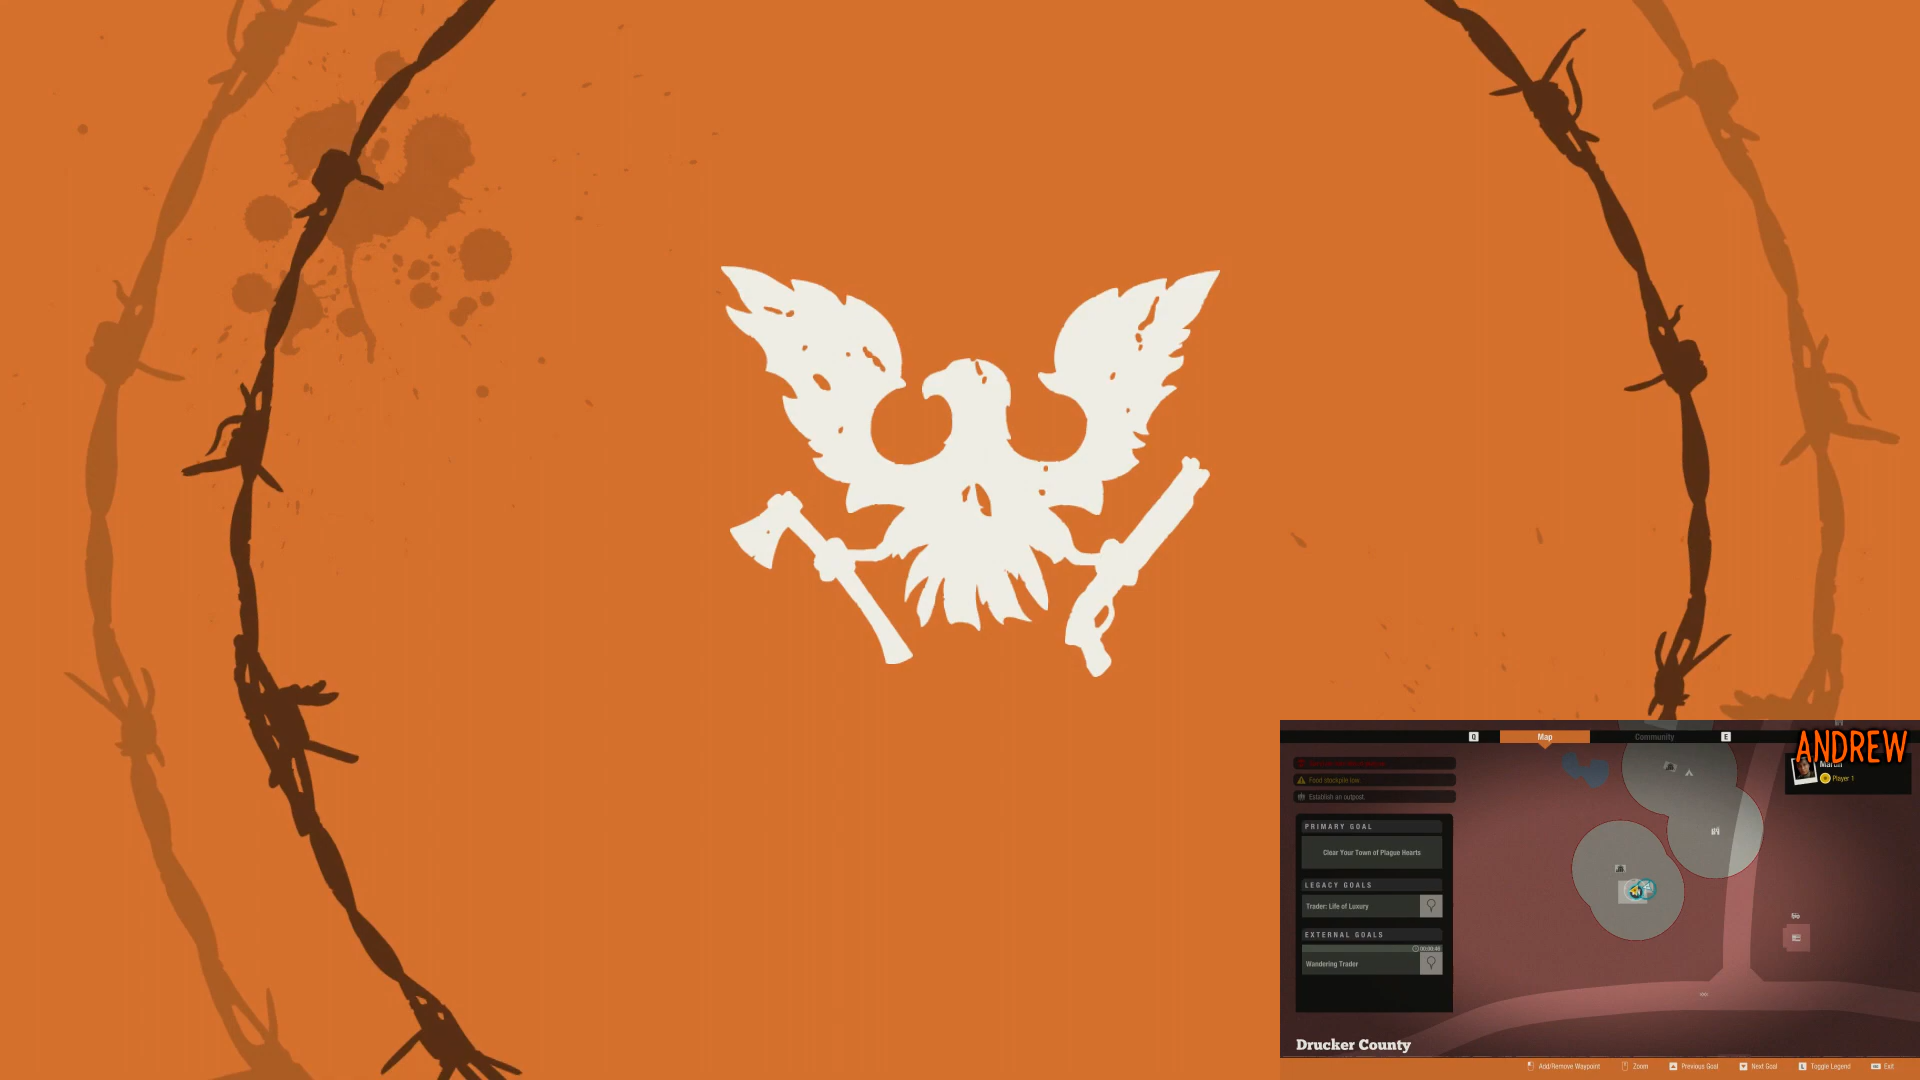 Q
Map
Community
E
ANDREW
Player 1
Food stockpile low.
Establish an outpost.
PRIMARY GOAL
Clear Your Town of Plague Hearts
LEGACY GOALS
Trader: Life of Luxury
EXTERNAL GOALS
Wandering Trader
Drucker County
Add/Remove Waypoint
Zoom
Previous Goal
Next Goal
L Toggle Legend
Exit